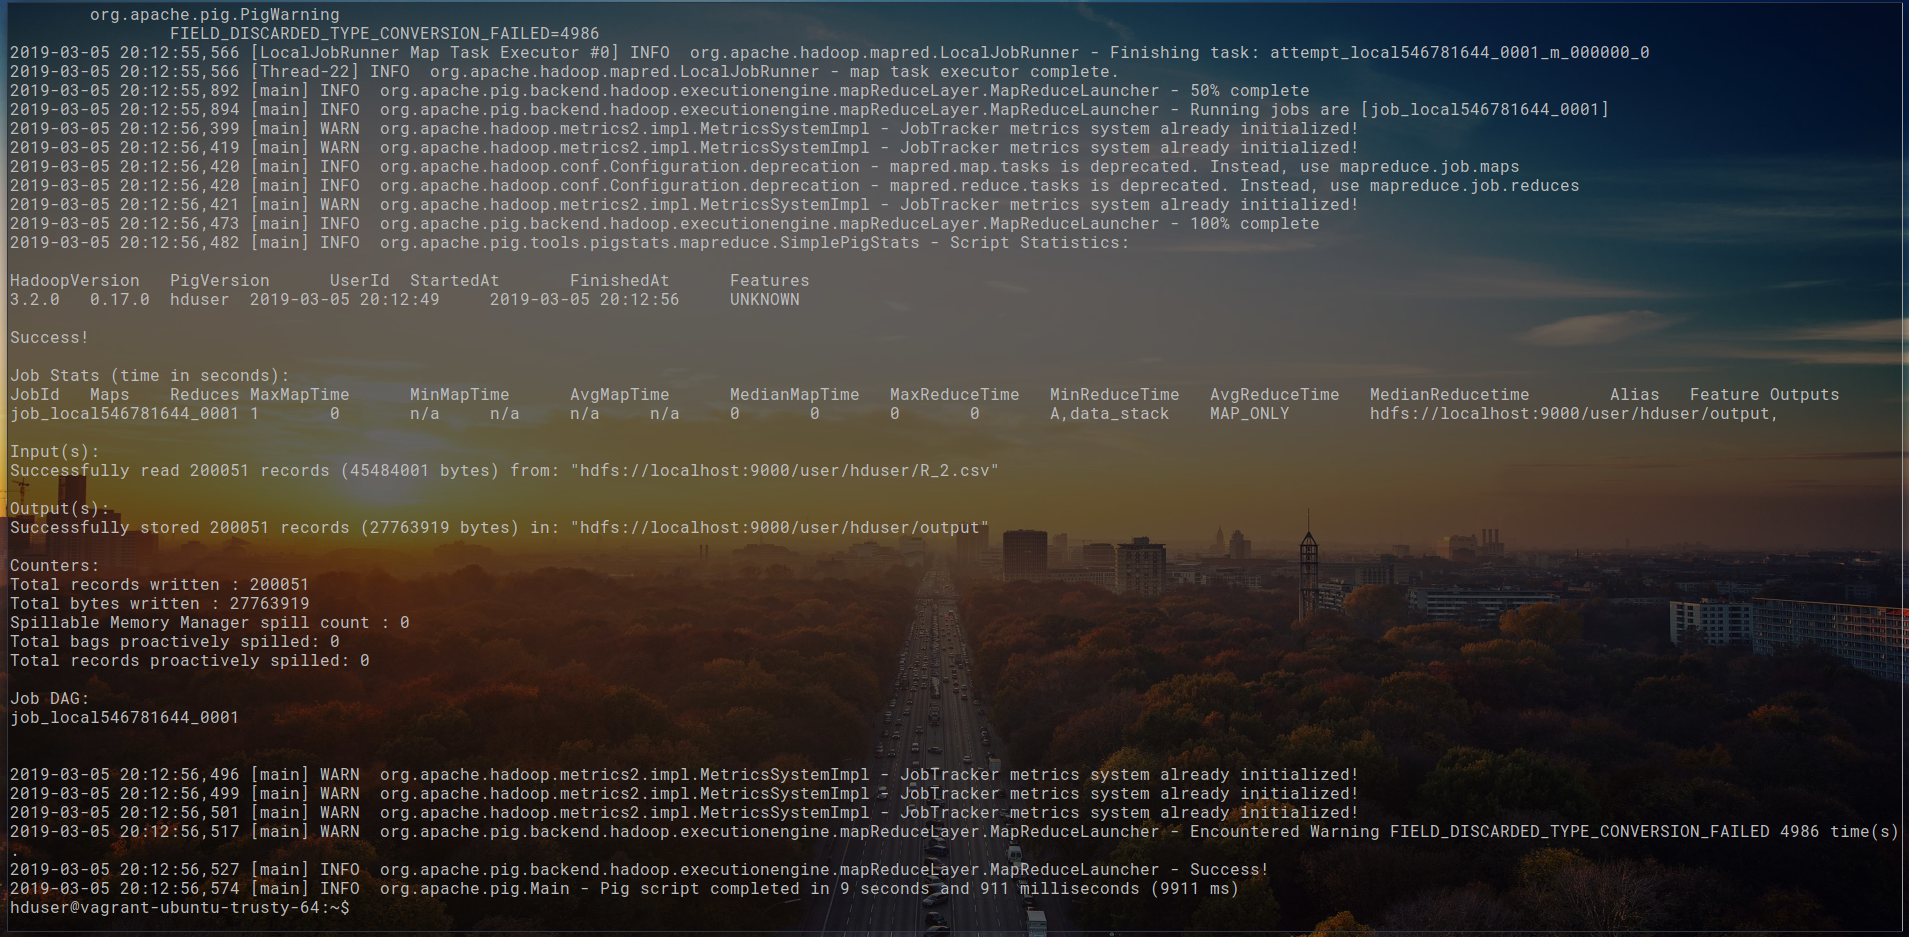 org.apache.pig.PigWarning
FIELD_DISCARDED_TYPE_CONVERSION_FAILED=4986
2019-03-05 20:12:55,566 [LocalJobRunner Map Task Executor #0] INFO  org.apache.hadoop.mapred.LocalJobRunner - Finishing task: attempt_local546781644_0001_m_000000_0
2019-03-05 20:12:55,566 [Thread-22] INFO  org.apache.hadoop.mapred.LocalJobRunner - map task executor complete.
2019-03-05 20:12:55,892 [main] INFO  org.apache.pig.backend.hadoop.executionengine.mapReduceLayer.MapReduceLauncher - 50% complete
2019-03-05 20:12:55,894 [main] INFO  org.apache.pig.backend.hadoop.executionengine.mapReduceLayer.MapReduceLauncher - Running jobs are [job_local546781644_0001]
2019-03-05 20:12:56,399 [main] WARN  org.apache.hadoop.metrics2.impl.MetricsSystemImpl - JobTracker metrics system already initialized!
2019-03-05 20:12:56,419 [main] WARN  org.apache.hadoop.metrics2.impl.MetricsSystemImpl - JobTracker metrics system already initialized!
2019-03-05 20:12:56,420 [main] INFO  org.apache.hadoop.conf.Configuration.deprecation - mapred.map.tasks is deprecated. Instead, use mapreduce.job.maps
2019-03-05 20:12:56,420 [main] INFO  org.apache.hadoop.conf.Configuration.deprecation - mapred.reduce.tasks is deprecated. Instead, use mapreduce.job.reduces
2019-03-05 20:12:56,421 [main] WARN  org.apache.hadoop.metrics2.impl.MetricsSystemImpl - JobTracker metrics system already initialized!
2019-03-05 20:12:56,473 [main] INFO  org.apache.pig.backend.hadoop.executionengine.mapReduceLayer.MapReduceLauncher - 100% complete
2019-03-05 20:12:56,482 [main] INFO  org.apache.pig.tools.pigstats.mapreduce.SimplePigStats - Script Statistics:
HadoopVersion   PigVersion      UserId  StartedAt       FinishedAt      Features
3.2.0   0.17.0  hduser  2019-03-05 20:12:49     2019-03-05 20:12:56     UNKNOWN
Success!
Job Stats (time in seconds):
JobId   Maps    Reduces MaxMapTime      MinMapTime      AvgMapTime      MedianMapTime   MaxReduceTime   MinReduceTime   AvgReduceTime   MedianReducetime        Alias   Feature Outputs
job_local546781644_0001 1       0       n/a     n/a     n/a     n/a     0       0       0       0       A,data_stack    MAP_ONLY        hdfs://localhost:9000/user/hduser/output,
Input(s):
Successfully read 200051 records (45484001 bytes) from: "hdfs://localhost:9000/user/hduser/R_2.csv"
Output(s):
Successfully stored 200051 records (27763919 bytes) in: "hdfs://localhost:9000/user/hduser/output"
Counters:
Total records written : 200051
Total bytes written : 27763919
Spillable Memory Manager spill count : 0
Total bags proactively spilled: 0
Total records proactively spilled: 0
Job DAG:
job_local546781644_0001
2019-03-05 20:12:56,496 [main] WARN  org.apache.hadoop.metrics2.impl.MetricsSystemImpl - JobTracker metrics system already initialized!
2019-03-05 20:12:56,499 [main] WARN  org.apache.hadoop.metrics2.impl.MetricsSystemImpl - JobTracker metrics system already initialized!
2019-03-05 20:12:56,501 [main] WARN  org.apache.hadoop.metrics2.impl.MetricsSystemImpl - JobTracker metrics system already initialized!
2019-03-05 20:12:56,517 [main] WARN  org.apache.pig.backend.hadoop.executionengine.mapReduceLayer.MapReduceLauncher - Encountered Warning FIELD_DISCARDED_TYPE_CONVERSION_FAILED 4986 time(s)
.
2019-03-05 20:12:56,527 [main] INFO  org.apache.pig.backend.hadoop.executionengine.mapReduceLayer.MapReduceLauncher - Success!
2019-03-05 20:12:56,574 [main] INFO  org.apache.pig.Main - Pig script completed in 9 seconds and 911 milliseconds (9911 ms)
hduser@vagrant-ubuntu-trusty-64:~$